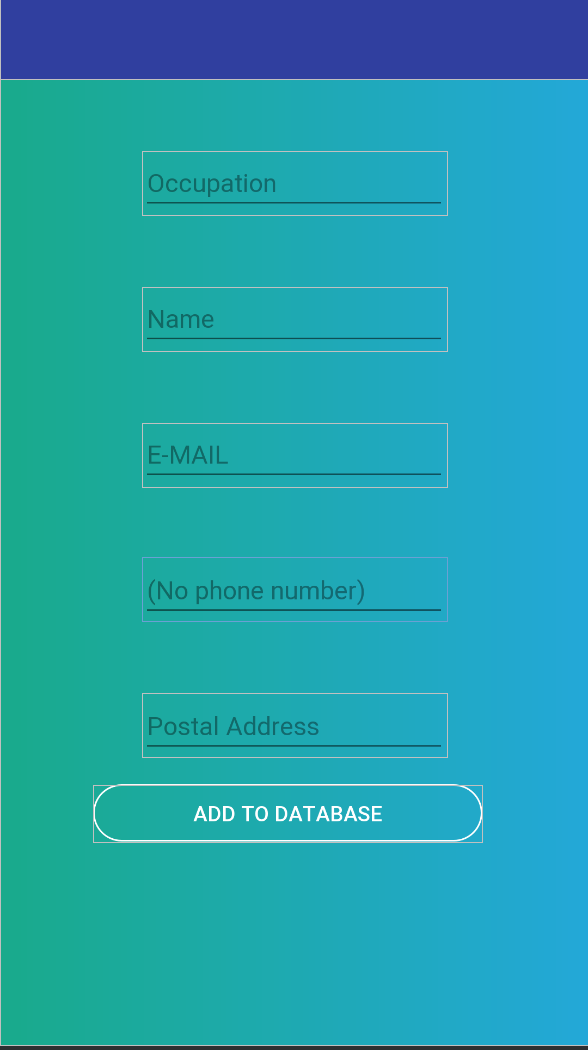 Occupation
Name
E-MAIL
(No phone number)
Postal Address
ADD TO DATABASE